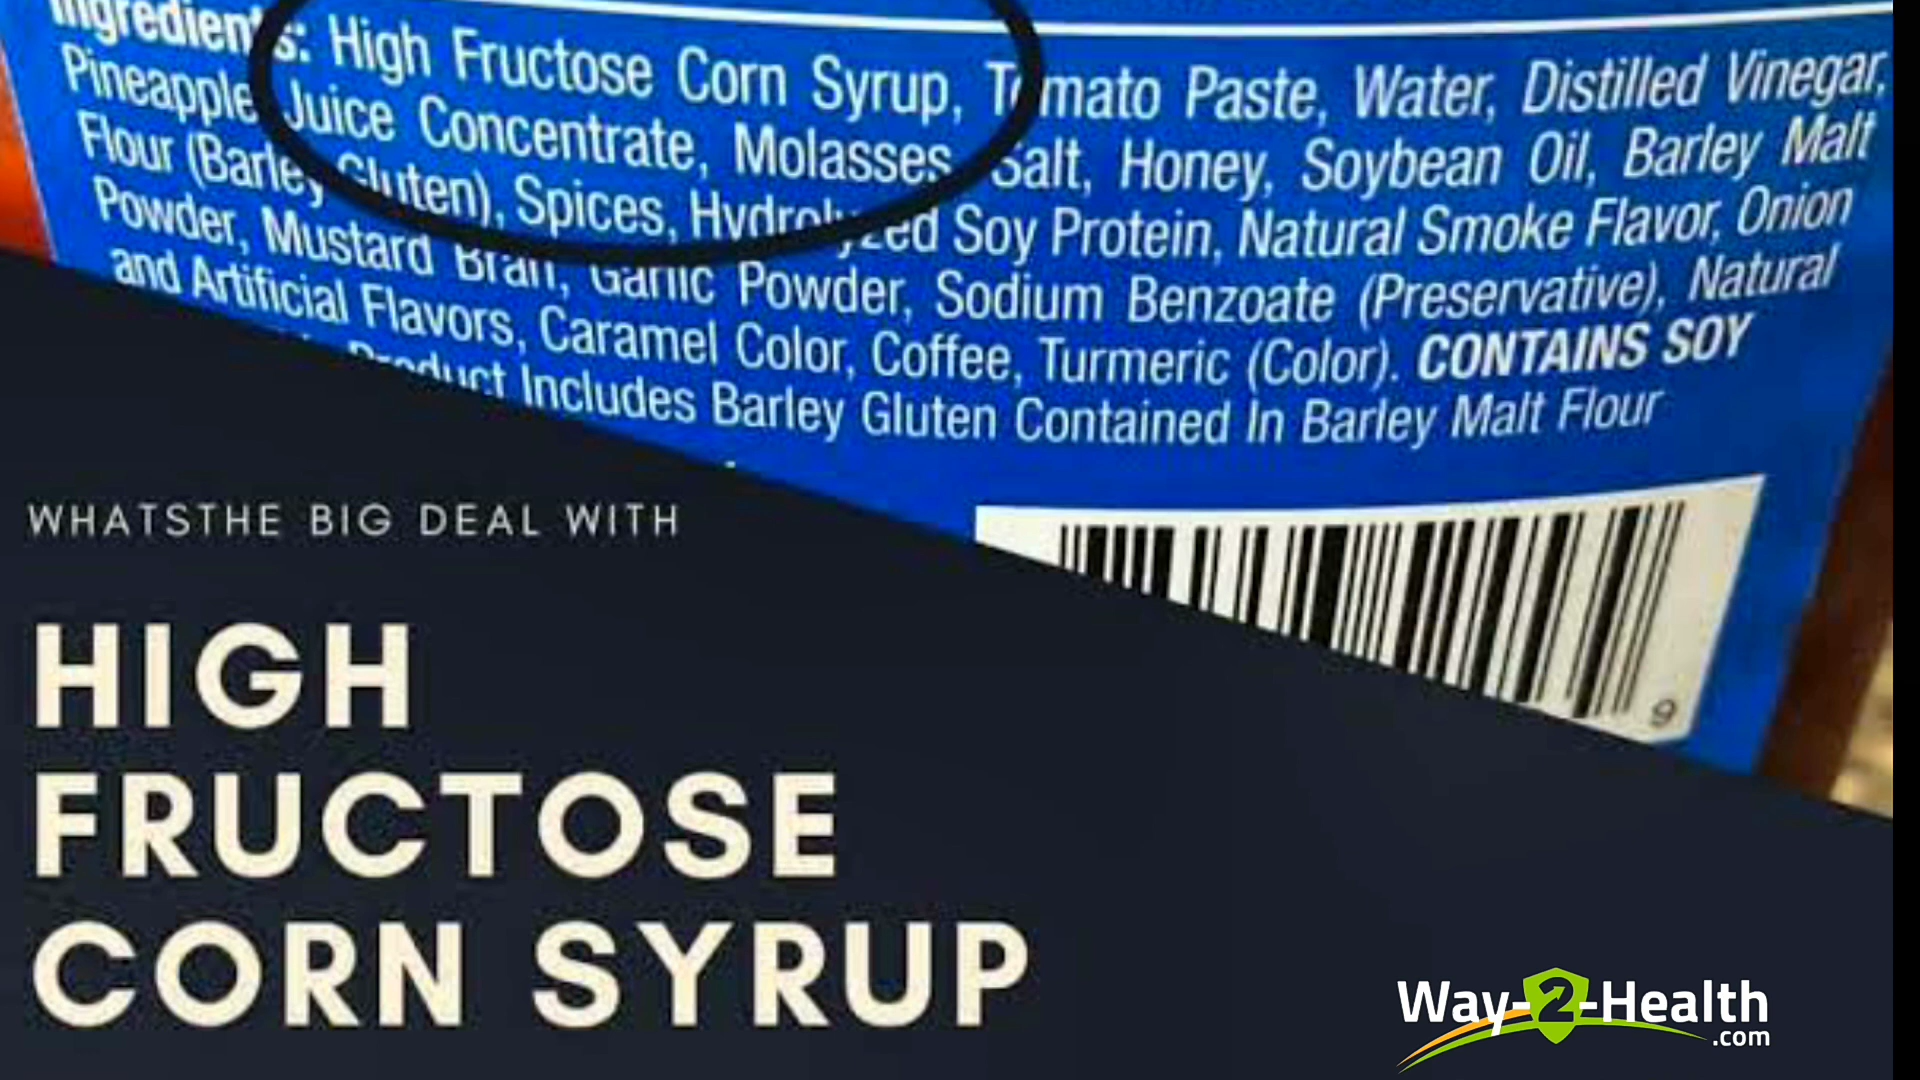 Ingredients: High Fructose Corn Syrup, Tomato Paste, Water, Distilled Vinegar,
Pineapple Juice Concentrate, Molasses, Salt, Honey, Soybean Oil, Barley Malt
Flour (Barley Gluten), Spices, Hydrolyzed Soy Protein, Natural Smoke Flavor, Onion
Powder, Mustard Bran, Garlic Powder, Sodium Benzoate (Preservative), Natural
and Artificial Flavors, Caramel Color, Coffee, Turmeric (Color). CONTAINS SOY
Product Includes Barley Gluten Contained In Barley Malt Flour
9
WHATSTHE BIG DEAL WITH
HIGH
FRUCTOSE
CORN SYRUP
Way-2-Health
.com